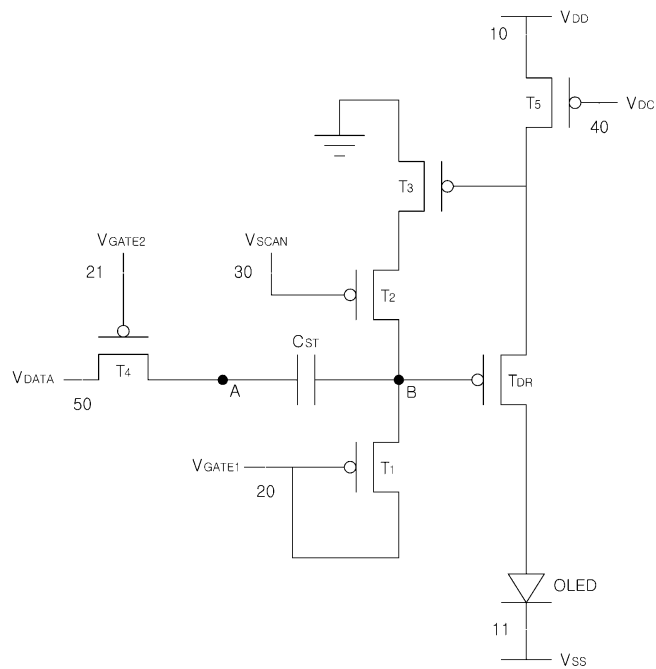 VDD
10
T5
VDC
40
T3
VGATE2
21
VSCAN
30
T2
CST
VDATA
50
T4
A
B
TDR
VGATE1
20
T1
OLED
11
VSS